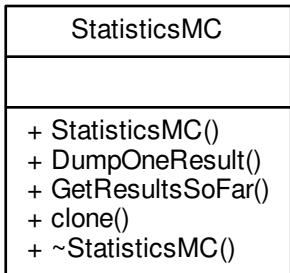 StatisticsMC
+ StatisticsMC()
+ DumpOneResult()
+ GetResultsSoFar()
+ clone()
+ ~StatisticsMC()